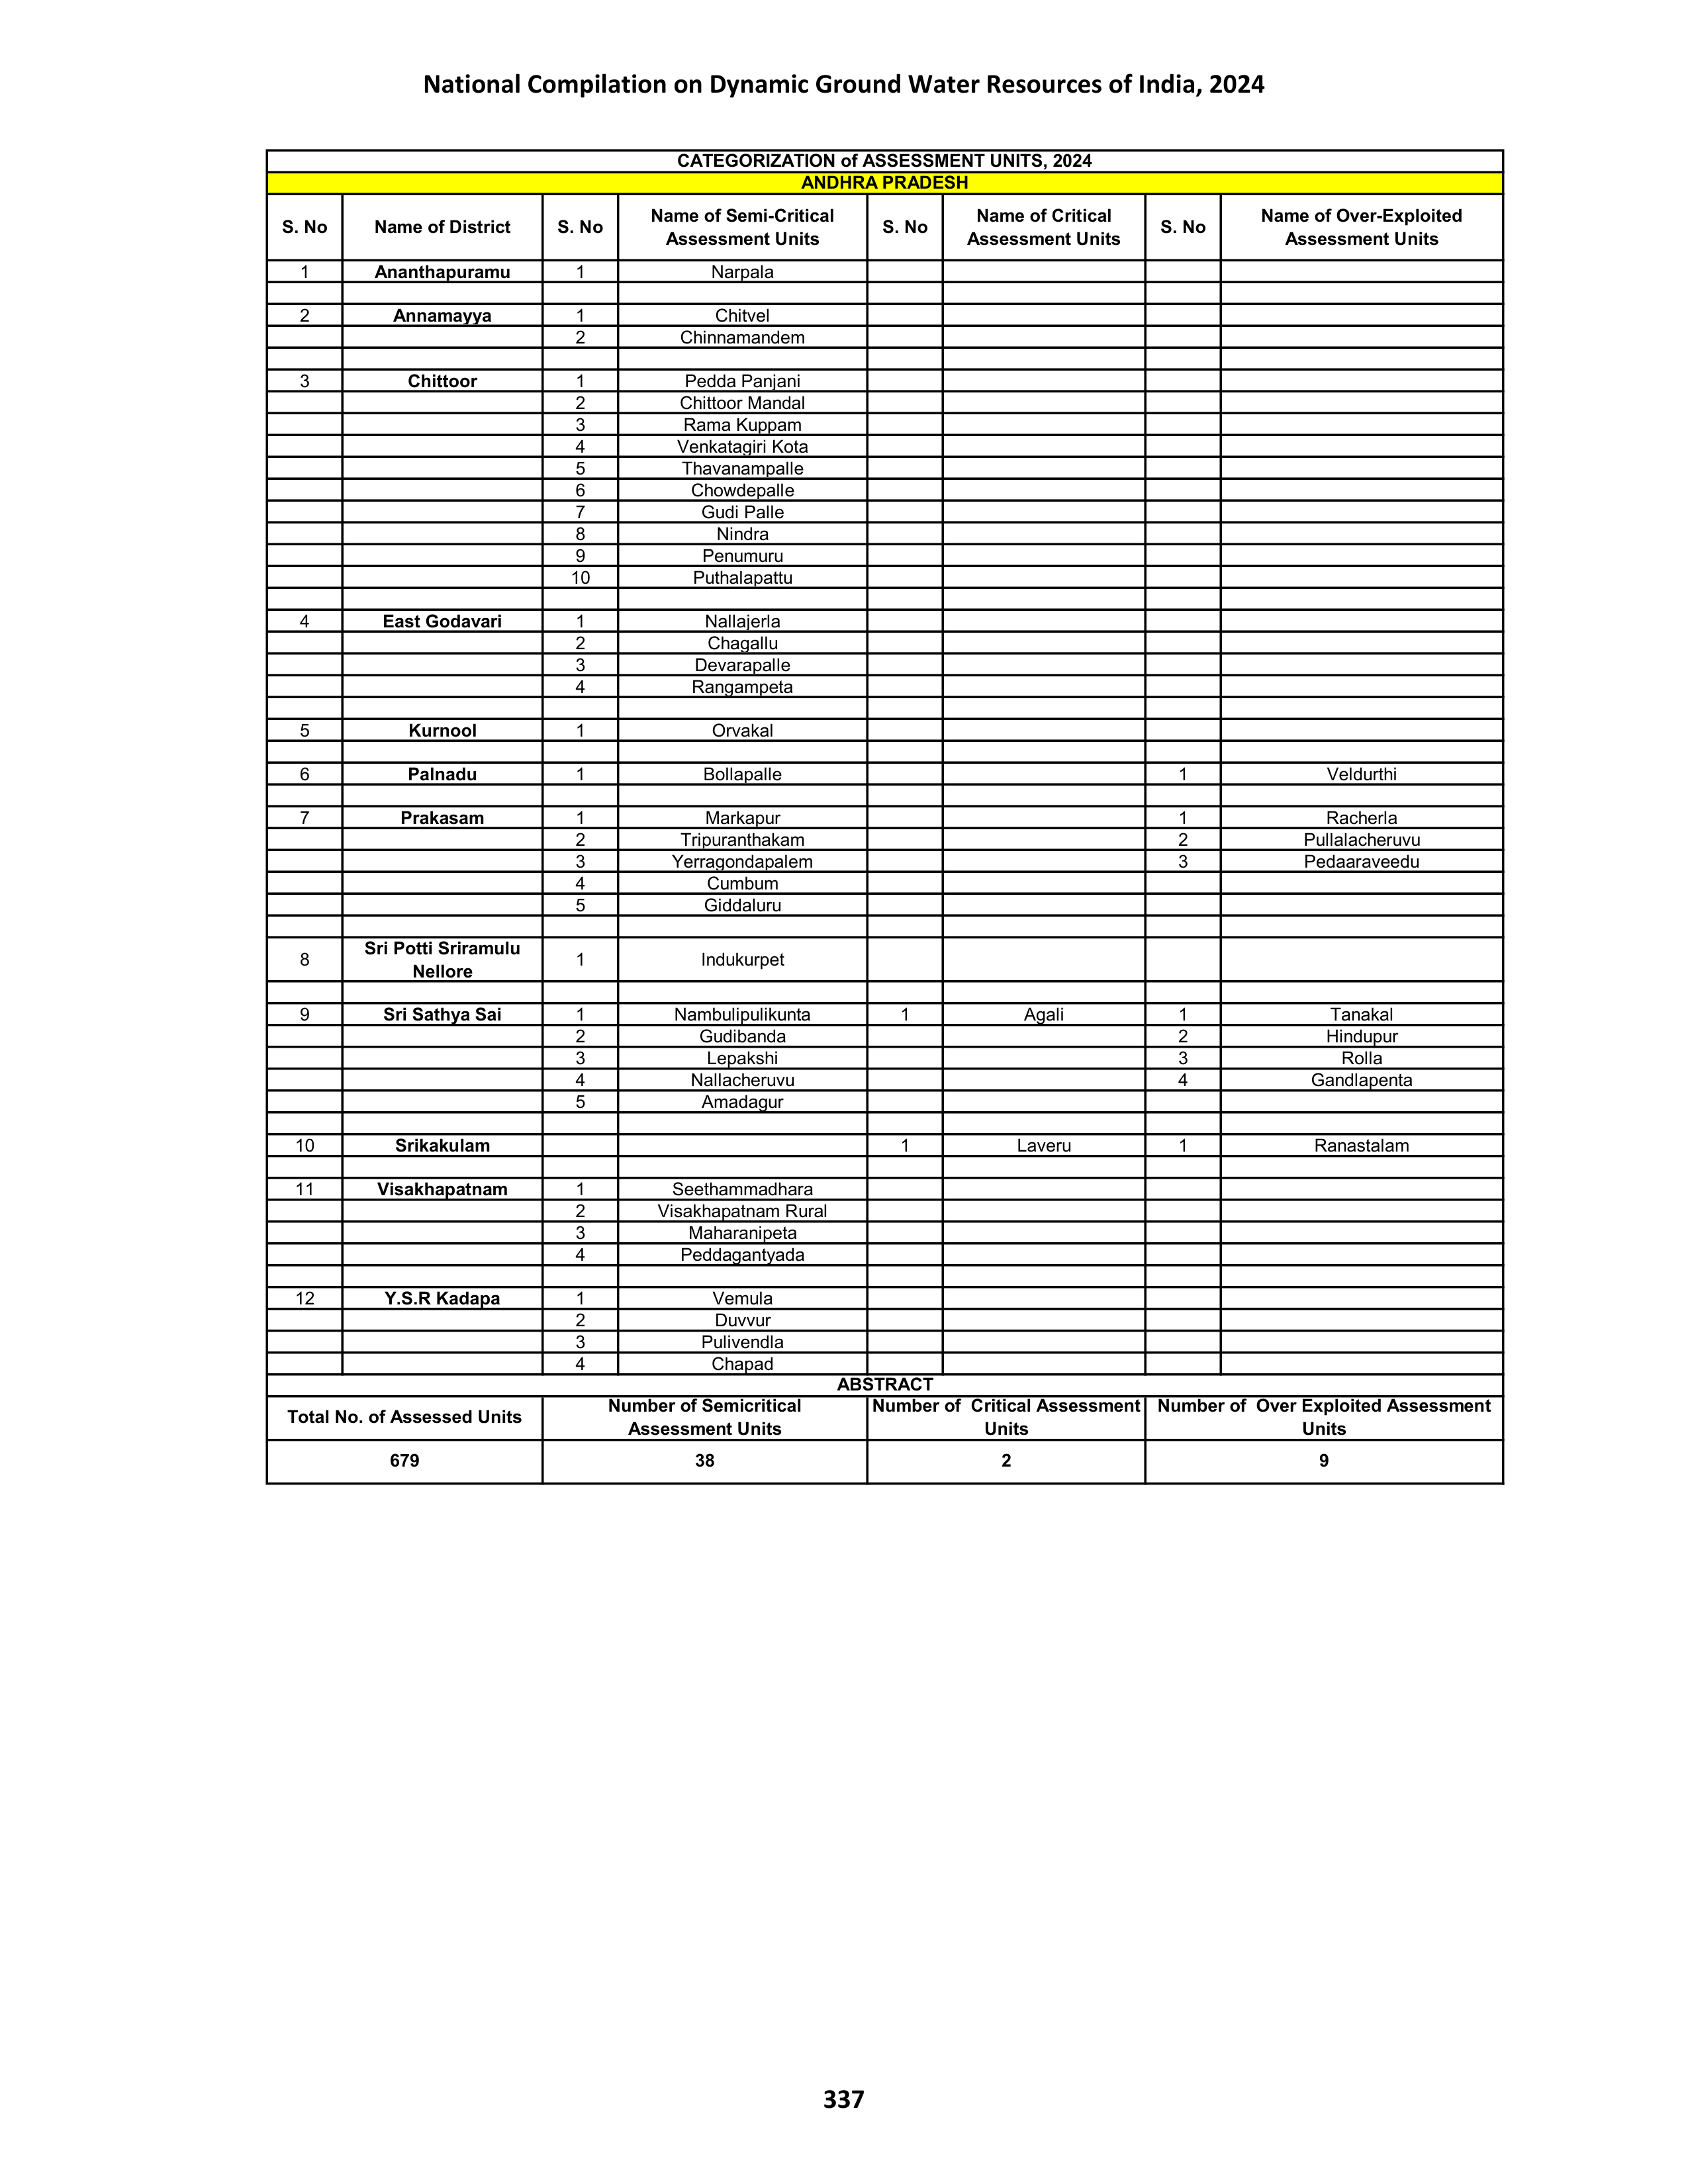 National Compilation on Dynamic Ground Water Resources of India, 2024
CATEGORIZATION of ASSESSMENT UNITS, 2024
ANDHRA PRADESH
S. No Name of District S. No Name of Semi-Critical Assessment Units S. No Name of Critical Assessment Units S. No Name of Over-Exploited Assessment Units
1 Ananthapuramu 1 Narpala
2 Annamayya 1 Chitvel
2 Chinnamandem
3 Chittoor 1 Pedda Panjani
2 Chittoor Mandal
3 Rama Kuppam
4 Venkatagiri Kota
5 Thavanampalle
6 Chowdepalle
7 Gudi Palle
8 Nindra
9 Penumuru
10 Puthalapattu
4 East Godavari 1 Nallajerla
2 Chagallu
3 Devarapalle
4 Rangampeta
5 Kurnool 1 Orvakal
6 Palnadu 1 Bollapalle 1 Veldurthi
7 Prakasam 1 Markapur 1 Racherla
2 Tripuranthakam 2 Pullalacheruvu
3 Yerragondapalem 3 Pedaaraveedu
4 Cumbum
5 Giddaluru
8 Sri Potti Sriramulu Nellore 1 Indukurpet
9 Sri Sathya Sai 1 Nambulipulikunta 1 Agali 1 Tanakal
2 Gudibanda 2 Hindupur
3 Lepakshi 3 Rolla
4 Nallacheruvu 4 Gandlapenta
5 Amadagur
10 Srikakulam 1 Laveru 1 Ranastalam
11 Visakhapatnam 1 Seethammadhara
2 Visakhapatnam Rural
3 Maharanipeta
4 Peddagantyada
12 Y.S.R Kadapa 1 Vemula
2 Duvvur
3 Pulivendla
4 Chapad
ABSTRACT
Total No. of Assessed Units Number of Semicritical Assessment Units Number of Critical Assessment Units Number of Over Exploited Assessment Units
679 38 2 9
337